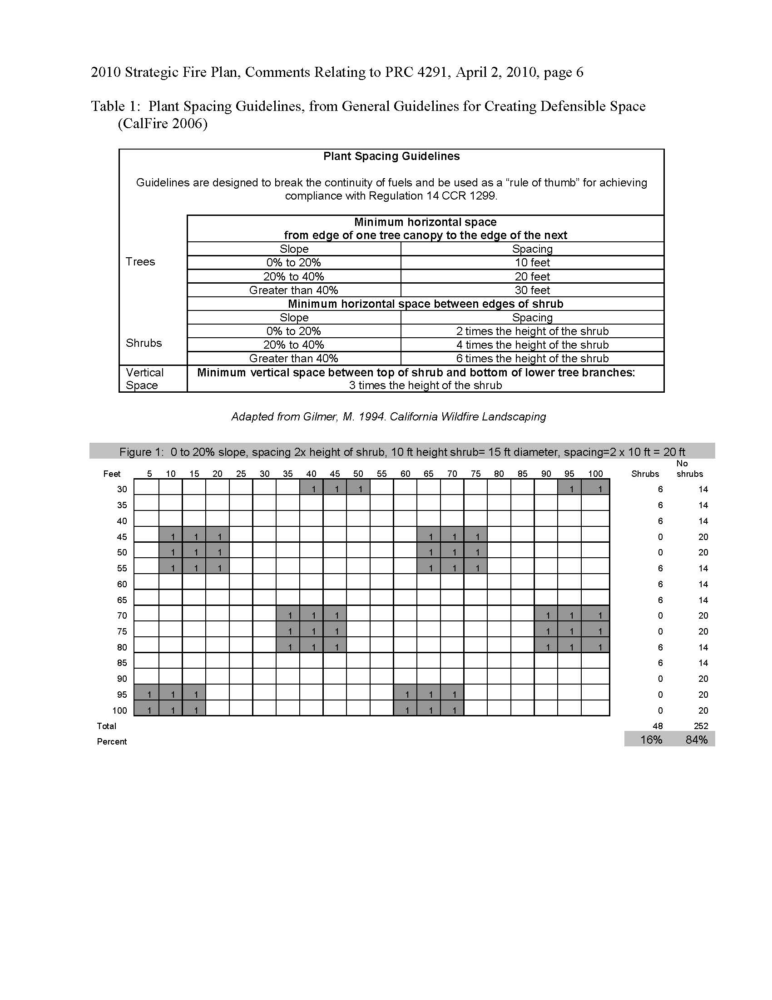 2010 Strategic Fire Plan, Comments Relating to PRC 4291, April 2, 2010, page 6
Table 1:  Plant Spacing Guidelines, from General Guidelines for Creating Defensible Space
(CalFire 2006)
Plant Spacing Guidelines
Guidelines are designed to break the continuity of fuels and be used as a “rule of thumb” for achieving
compliance with Regulation 14 CCR 1299.
Minimum horizontal space
from edge of one tree canopy to the edge of the next
Slope Spacing
Trees 0% to 20% 10 feet
20% to 40% 20 feet
Greater than 40% 30 feet
Minimum horizontal space between edges of shrub
Slope Spacing
0% to 20% 2 times the height of the shrub
Shrubs 20% to 40% 4 times the height of the shrub
Greater than 40% 6 times the height of the shrub
Vertical Minimum vertical space between top of shrub and bottom of lower tree branches:
Space 3 times the height of the shrub
Adapted from Gilmer, M. 1994. California Wildfire Landscaping
Figure 1:  0 to 20% slope, spacing 2x height of shrub, 10 ft height shrub= 15 ft diameter, spacing=2 x 10 ft = 20 ft
No
Feet 5 10 15 20 25 30 35 40 45 50 55 60 65 70 75 80 85 90 95 100 Shrubs shrubs
30 1 1 1 1 1 6 14
35 6 14
40 6 14
45 1 1 1 1 1 1 0 20
50 1 1 1 1 1 1 0 20
55 1 1 1 1 1 1 6 14
60 6 14
65 6 14
70 1 1 1 1 1 1 0 20
75 1 1 1 1 1 1 0 20
80 1 1 1 1 1 1 6 14
85 6 14
90 0 20
95 1 1 1 1 1 1 0 20
100 1 1 1 1 1 1 0 20
Total 48 252
Percent 16% 84%